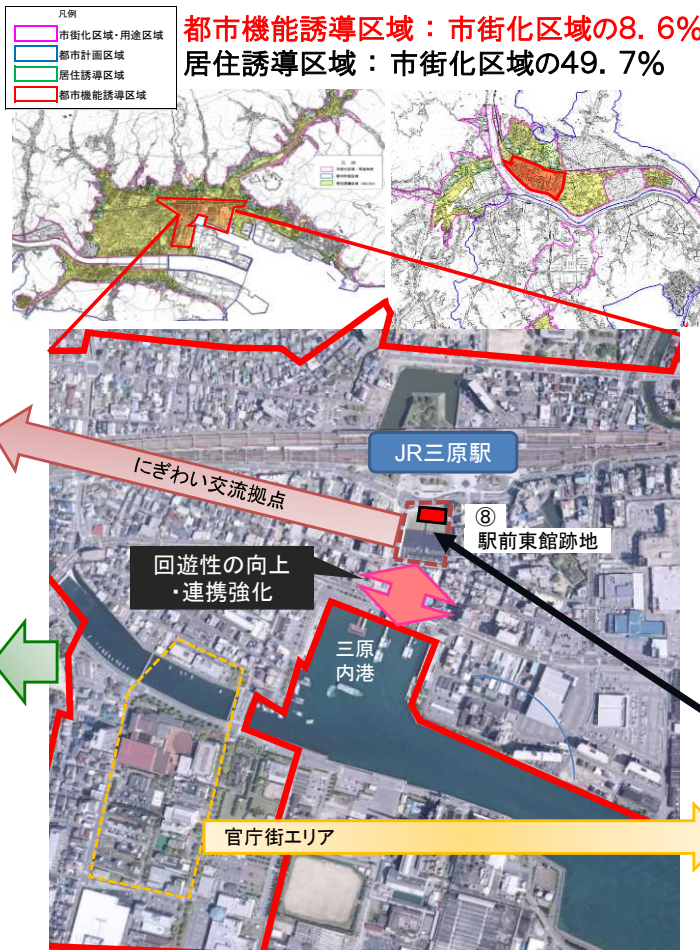 凡例
市街化区域・用途区域
都市計画区域
居住誘導区域
都市機能誘導区域
都市機能誘導区域：市街化区域の8.6%
居住誘導区域：市街化区域の49.7%
JR三原駅
にぎわい交流拠点
⑧
駅前東館跡地
回遊性の向上
・連携強化
三原
内港
官庁街エリア